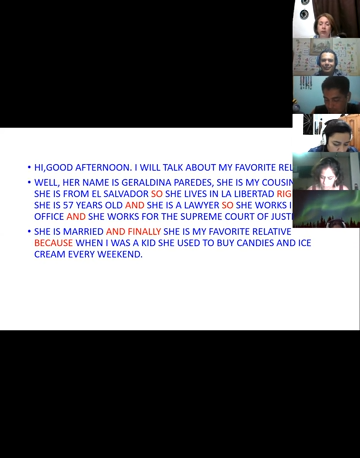 • HI,GOOD AFTERNOON. I WILL TALK ABOUT MY FAVORITE
• WELL, HER NAME IS GERALDINA PAREDES, SHE IS MY COUSIN
SHE IS FROM EL SALVADOR SO SHE LIVES IN LA LIBERTAD
SHE IS 57 YEARS OLD AND SHE IS A LAWYER SO SHE WORKS
OFFICE AND SHE WORKS FOR THE SUPREME COURT OF
• SHE IS MARRIED AND FINALLY SHE IS MY FAVORITE RELATIVE
BECAUSE WHEN I WAS A KID SHE USED TO BUY CANDIES AND ICE
CREAM EVERY WEEKEND.